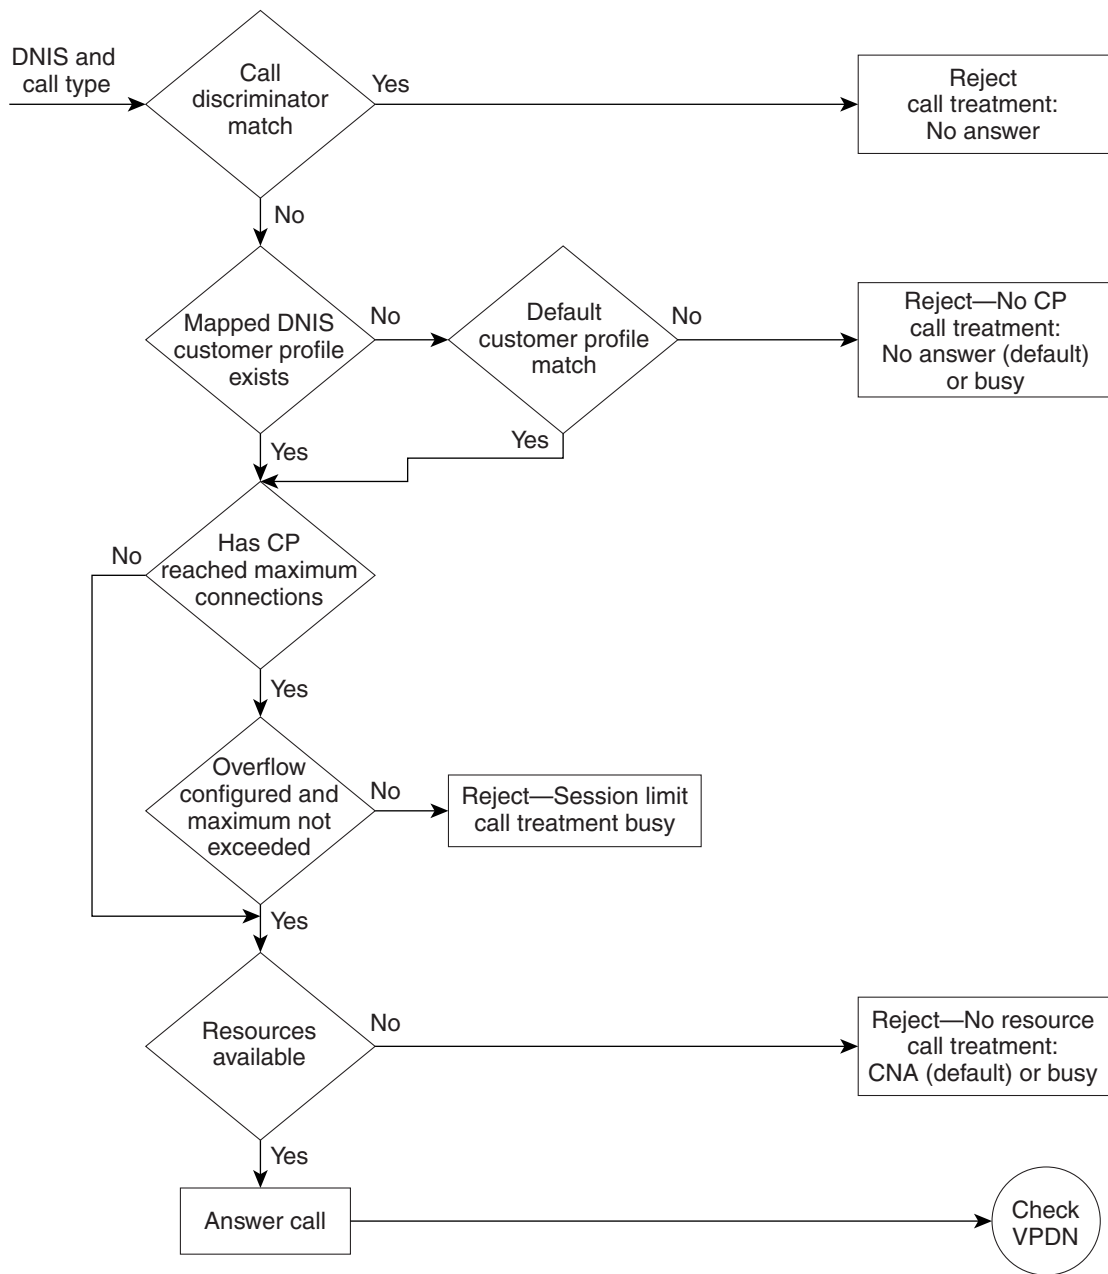 DNIS and
call type
Call
discriminator
match
Yes
Reject
call treatment:
No answer
No
Mapped DNIS
customer profile
exists
No
Default
customer profile
match
No
Reject—No CP
call treatment:
No answer (default)
or busy
Yes
Yes
Has CP
reached maximum
connections
No
Yes
Overflow
configured and
maximum not
exceeded
No
Reject—Session limit
call treatment busy
Yes
Resources
available
No
Reject—No resource
call treatment:
CNA (default) or busy
Yes
Answer call
Check
VPDN